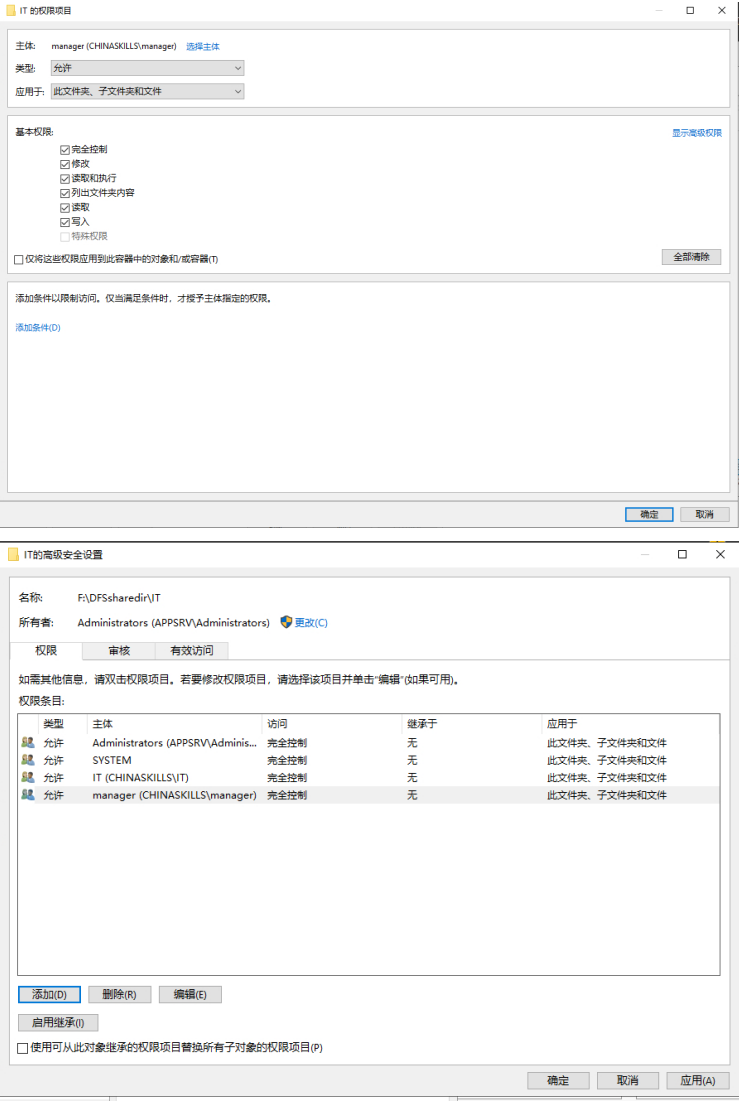 IT 的权限项目
主体: manager (CHINASKILLS\manager) 选择主体
类型: 允许
应用于: 此文件夹、子文件夹和文件
基本权限: 显示高级权限
完全控制
修改
读取和执行
列出文件夹内容
读取
写入
特殊权限
仅将这些权限应用到此容器中的对象和/或容器(T) 全部清除
添加条件以限制访问。仅当满足条件时，才授予主体指定的权限。
添加条件(D)
确定 取消
IT的高级安全设置
名称: F:\DFSsharedir\IT
所有者: Administrators (APPSRV\Administrators) 更改(C)
权限 审核 有效访问
如需其他信息，请双击权限项目。若要修改权限项目，请选择该项目并单击“编辑”(如果可用)。
权限条目:
类型 主体 访问 继承于 应用于
允许 Administrators (APPSRV\Adminis... 完全控制 无 此文件夹、子文件夹和文件
允许 SYSTEM 完全控制 无 此文件夹、子文件夹和文件
允许 IT (CHINASKILLS\IT) 完全控制 无 此文件夹、子文件夹和文件
允许 manager (CHINASKILLS\manager) 完全控制 无 此文件夹、子文件夹和文件
添加(D) 删除(R) 编辑(E)
启用继承(I)
使用可从此对象继承的权限项目替换所有子对象的权限项目(P)
确定 取消 应用(A)